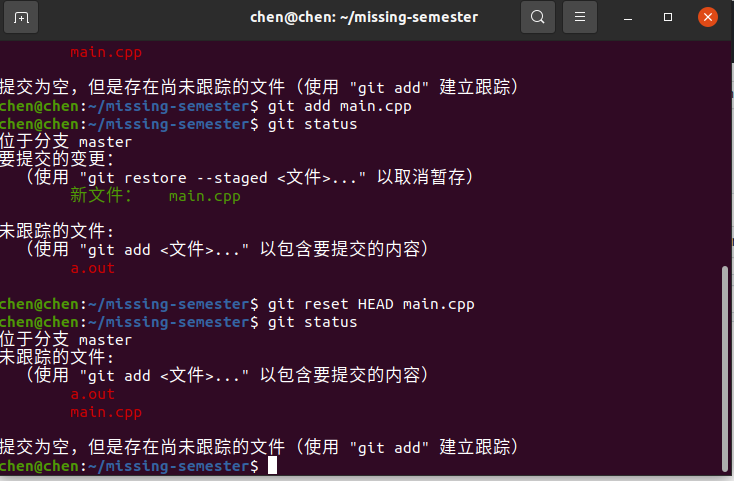 chen@chen: ~/missing-semester
main.cpp
提交为空，但是存在尚未跟踪的文件（使用 "git add" 建立跟踪）
chen@chen:~/missing-semester$ git add main.cpp
chen@chen:~/missing-semester$ git status
位于分支 master
要提交的变更：
（使用 "git restore --staged <文件>..." 以取消暂存）
新文件： main.cpp
未跟踪的文件:
（使用 "git add <文件>..." 以包含要提交的内容）
a.out
chen@chen:~/missing-semester$ git reset HEAD main.cpp
chen@chen:~/missing-semester$ git status
位于分支 master
未跟踪的文件:
（使用 "git add <文件>..." 以包含要提交的内容）
a.out
main.cpp
提交为空，但是存在尚未跟踪的文件（使用 "git add" 建立跟踪）
chen@chen:~/missing-semester$